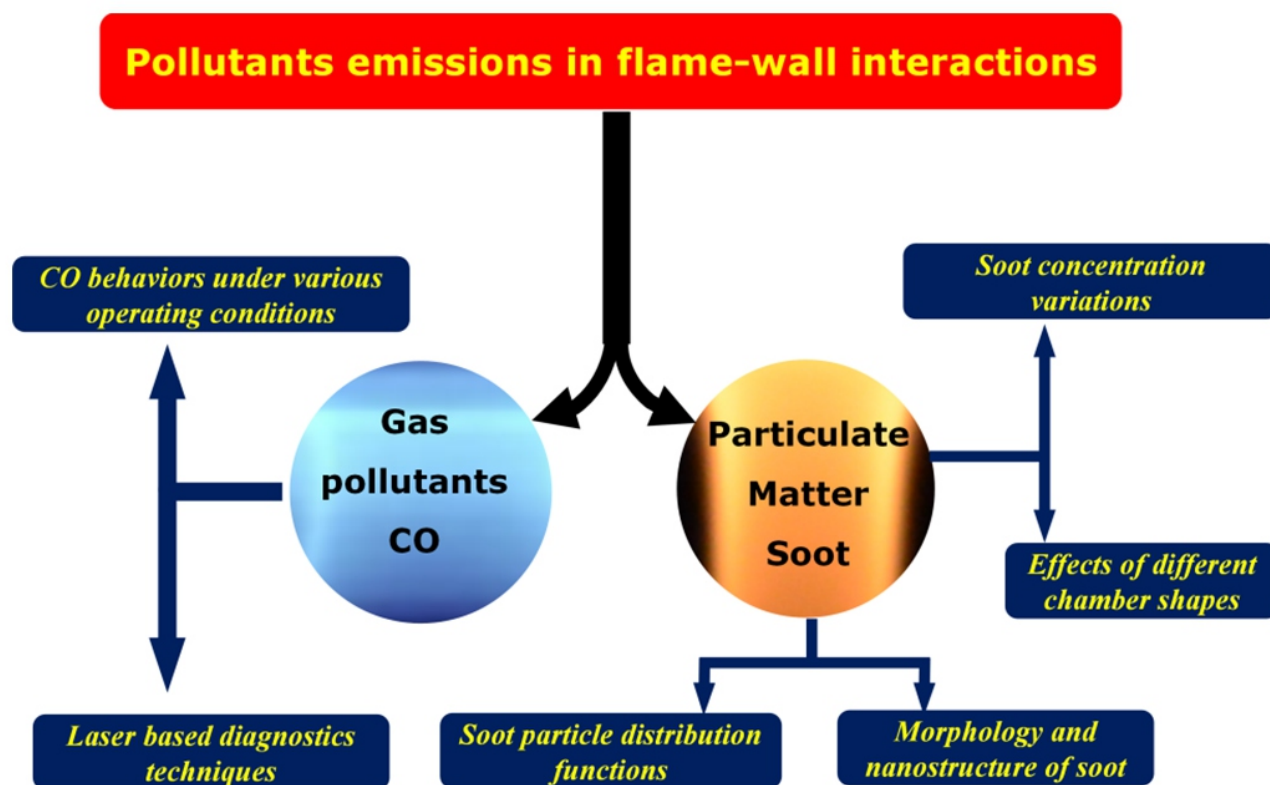 Pollutants emissions in flame-wall interactions
CO behaviors under various
operating conditions
Soot concentration
variations
Gas
pollutants
CO
Particulate
Matter
Soot
Effects of different
chamber shapes
Laser based diagnostics
techniques
Soot particle distribution
functions
Morphology and
nanostructure of soot